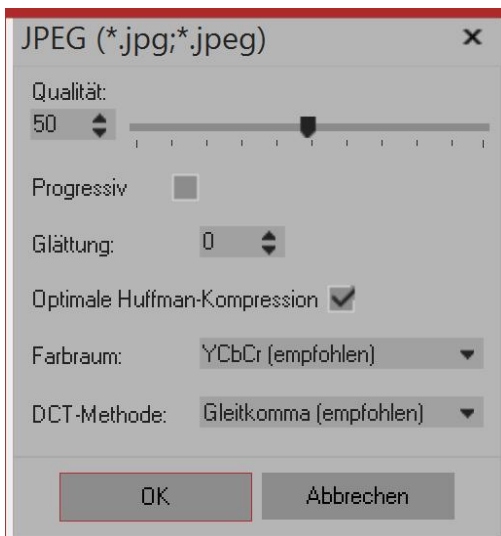 JPEG (*.jpg;*.jpeg)
Qualität:
50
Progressiv
Glättung: 0
Optimale Huffman-Kompression
Farbraum: YCbCr (empfohlen)
DCT-Methode: Gleitkomma (empfohlen)
OK Abbrechen